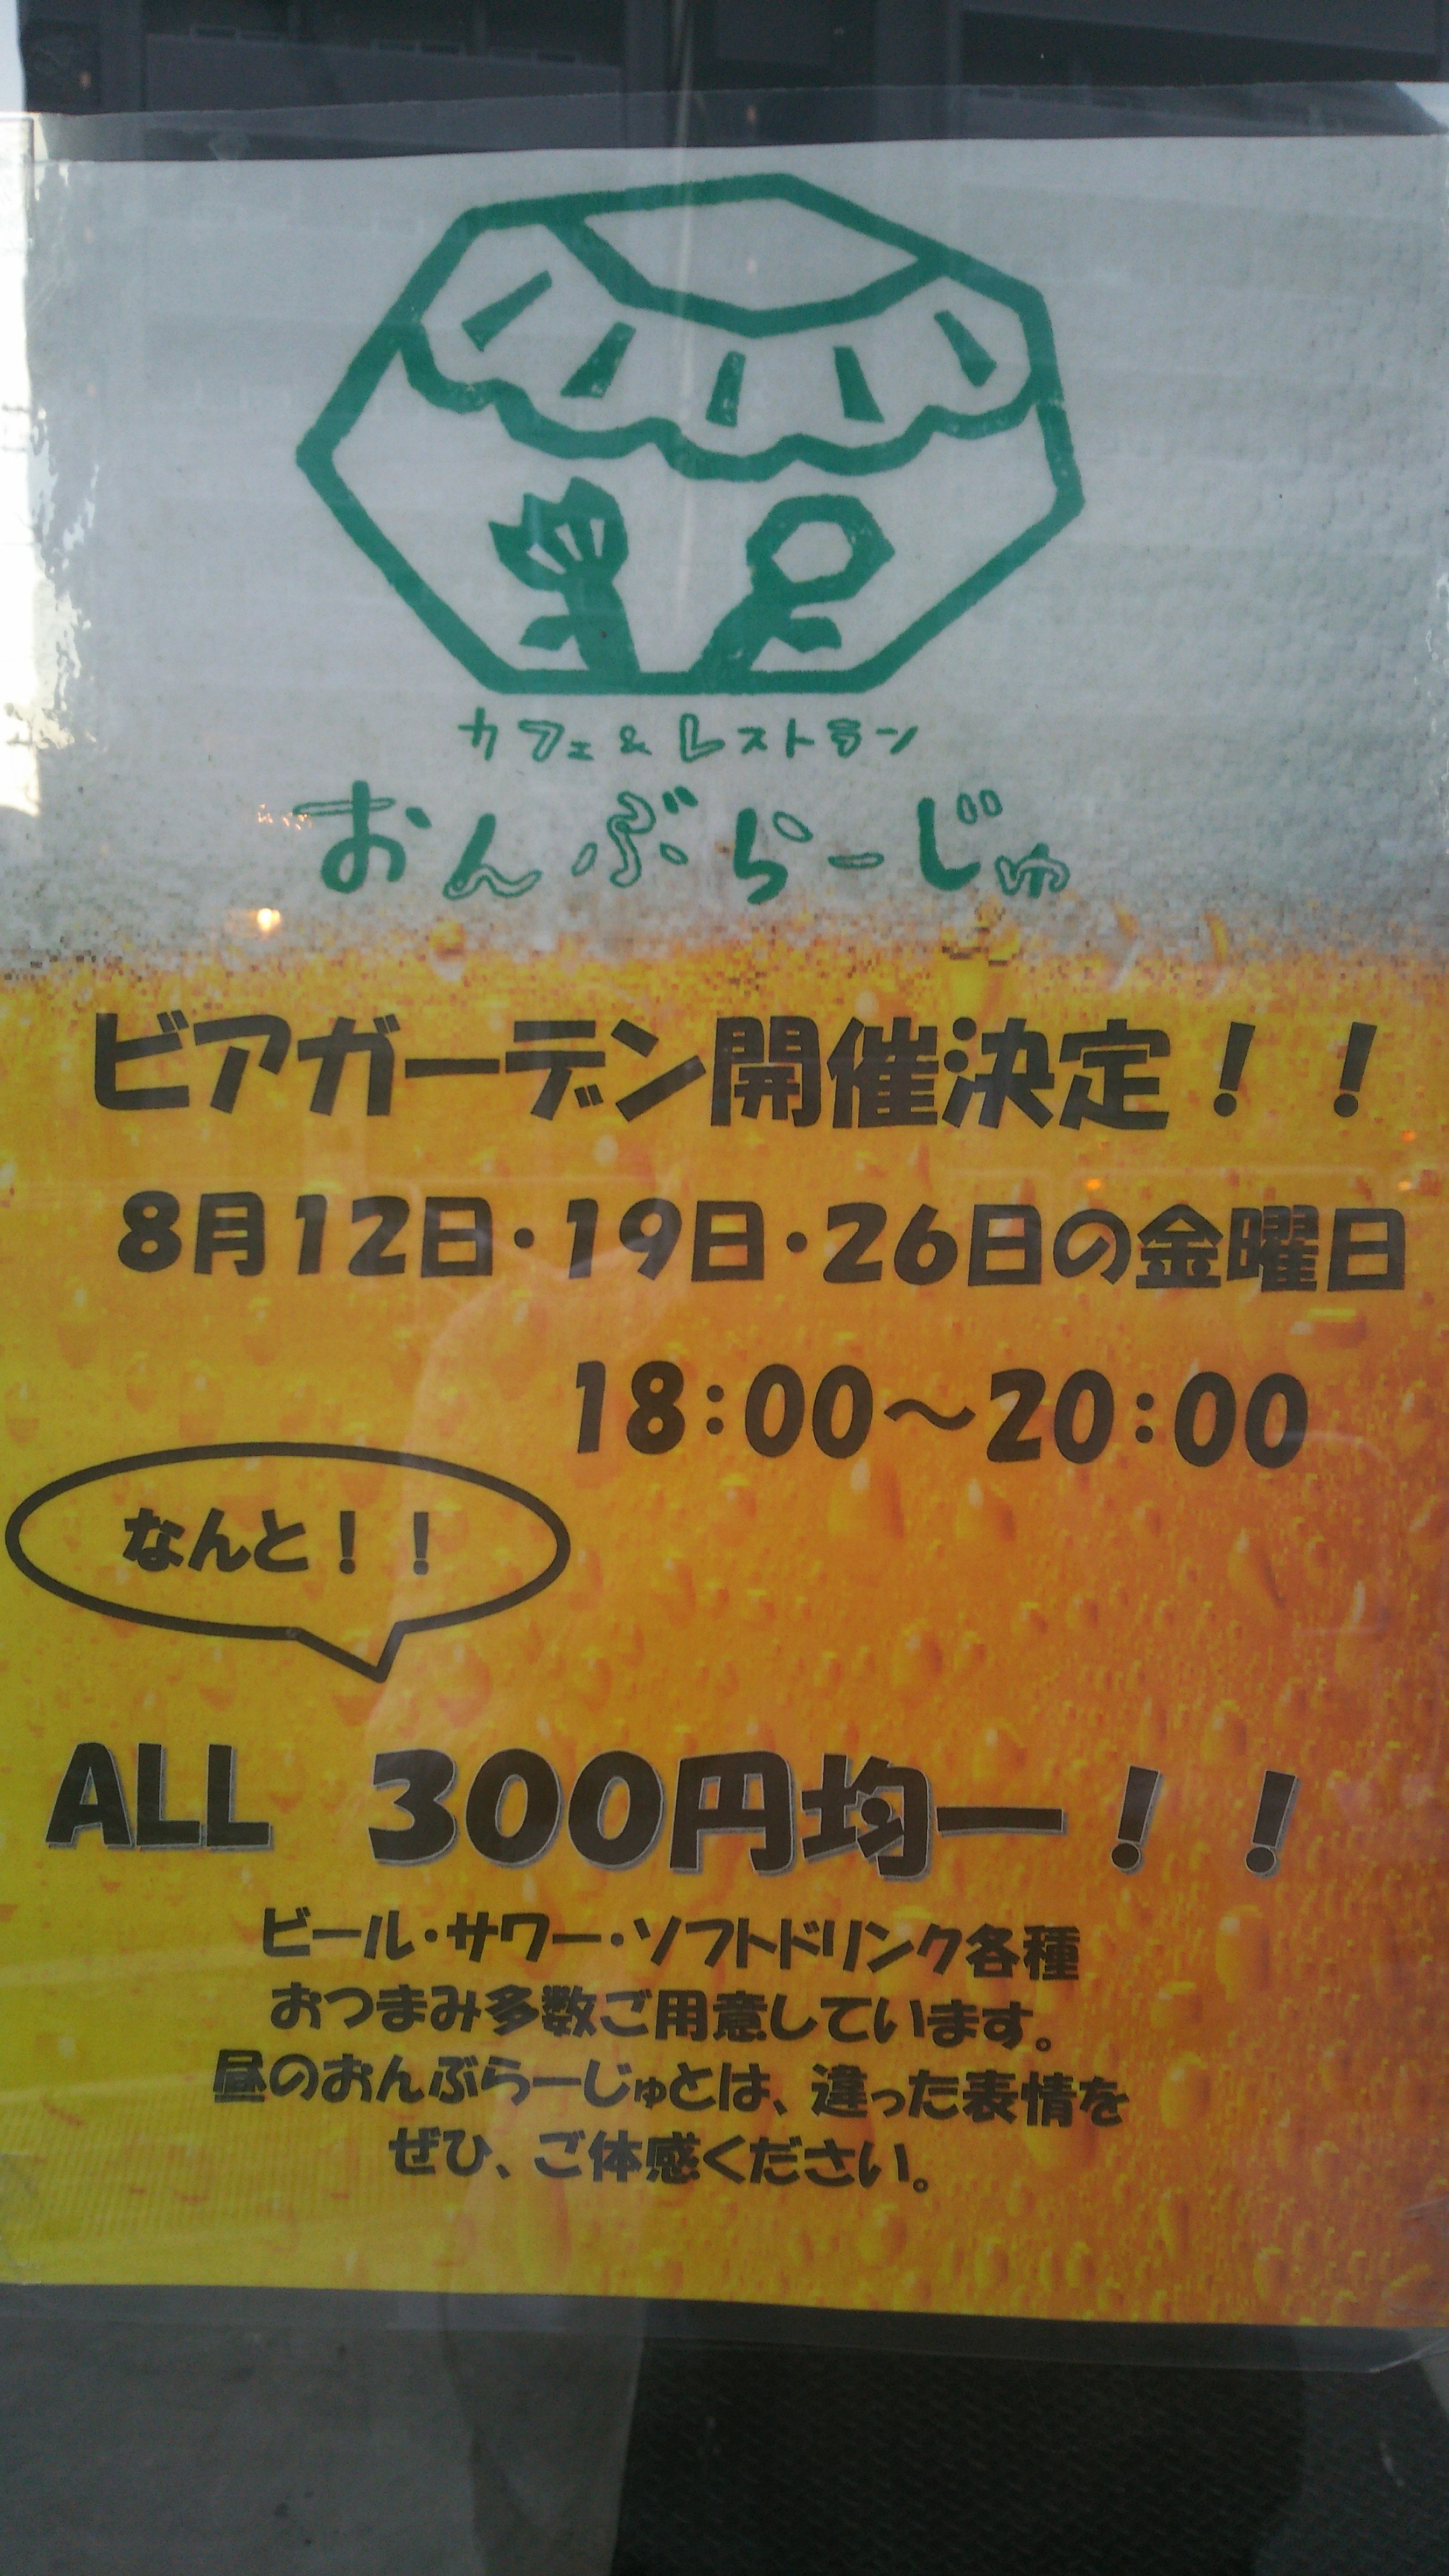 カフェ&レストラン
おんぶらーじゅ
ビアガーデン開催決定！！
8月12日・19日・26日の金曜日
18:00～20:00
なんと！！
ALL 300円均一！！
ビール・サワー・ソフトドリンク各種
おつまみ多数ご用意しています。
昼のおんぶらーじゅとは、違った表情を
ぜひ、ご体感ください。